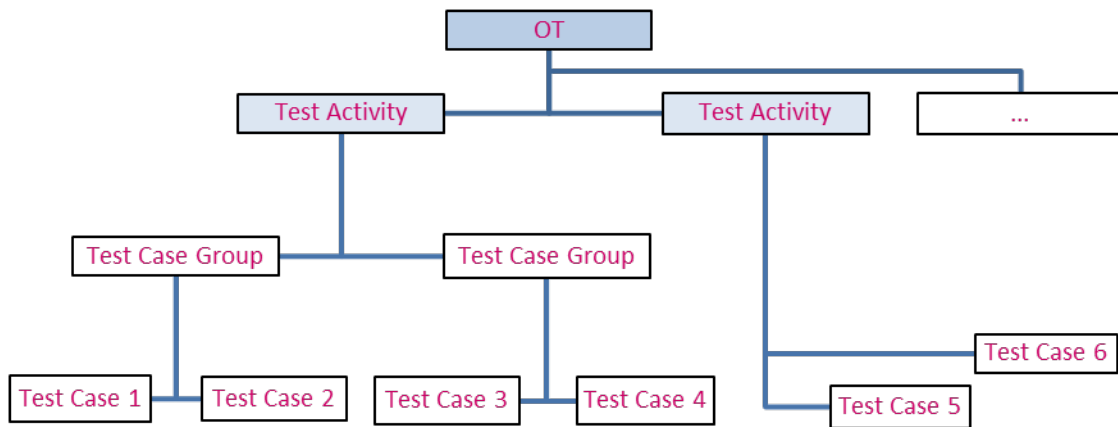 OT
Test Activity
Test Activity
...
Test Case Group
Test Case Group
Test Case 6
Test Case 1
Test Case 2
Test Case 3
Test Case 4
Test Case 5